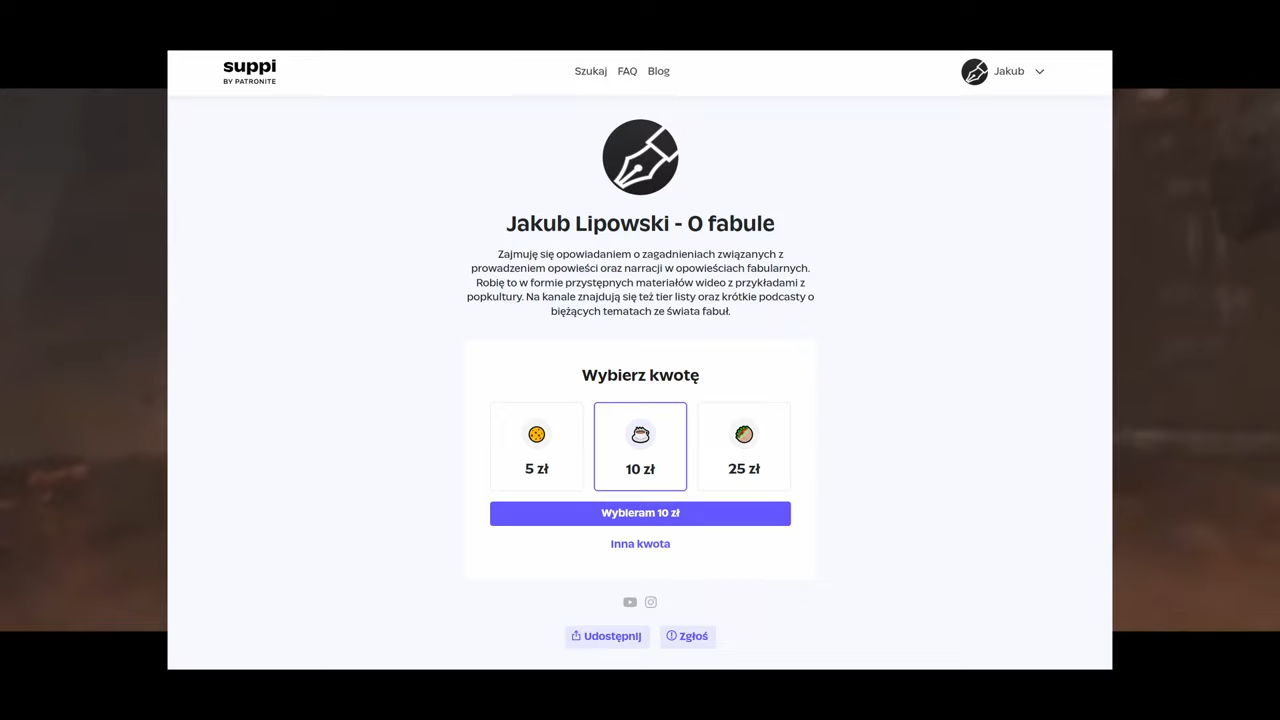 suppi
BY PATRONITE
Szukaj FAQ Blog
Jakub
Jakub Lipowski - O fabule
Zajmuję się opowiadaniem o zagadnieniach związanych z
prowadzeniem opowieści oraz narracji w opowieściach fabularnych.
Robię to w formie przystępnych materiałów wideo z przykładami z
popkultury. Na kanale znajdują się też tier listy oraz krótkie podcasty o
bieżących tematach ze świata fabuł.
Wybierz kwotę
5 zł 10 zł 25 zł
Wybieram 10 zł
Inna kwota
Udostępnij Zgłoś